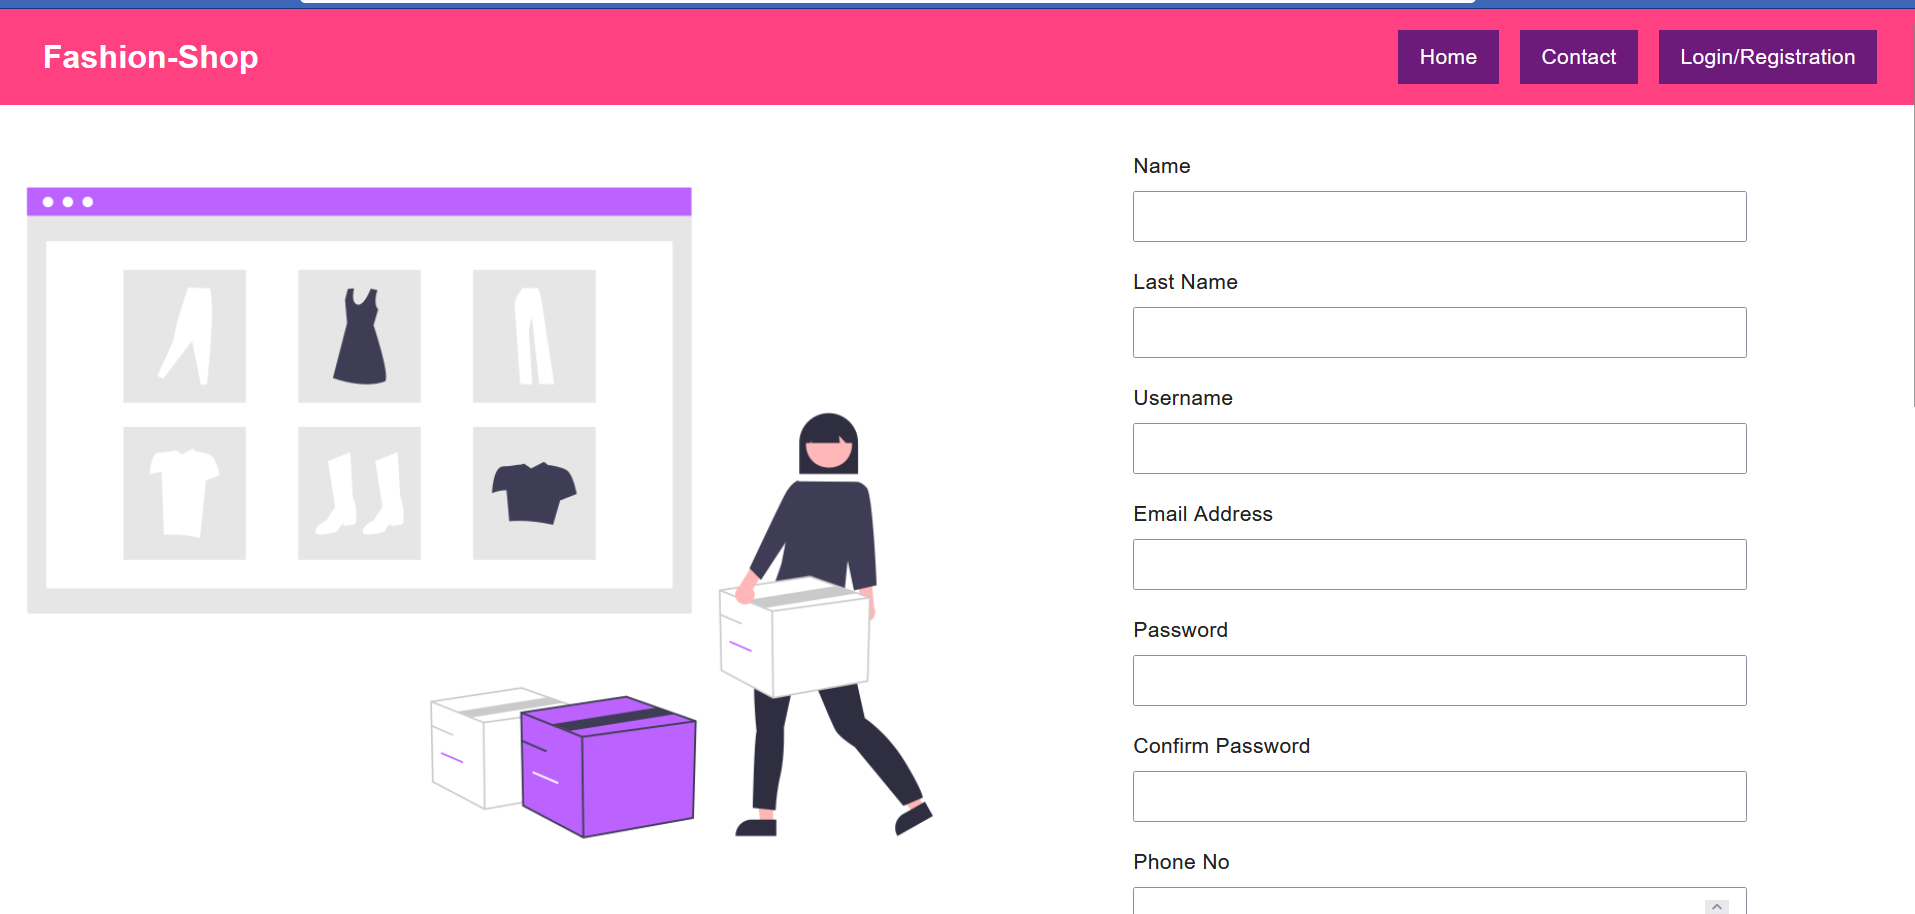 Fashion-Shop
Home
Contact
Login/Registration
Name
Last Name
Username
Email Address
Password
Confirm Password
Phone No